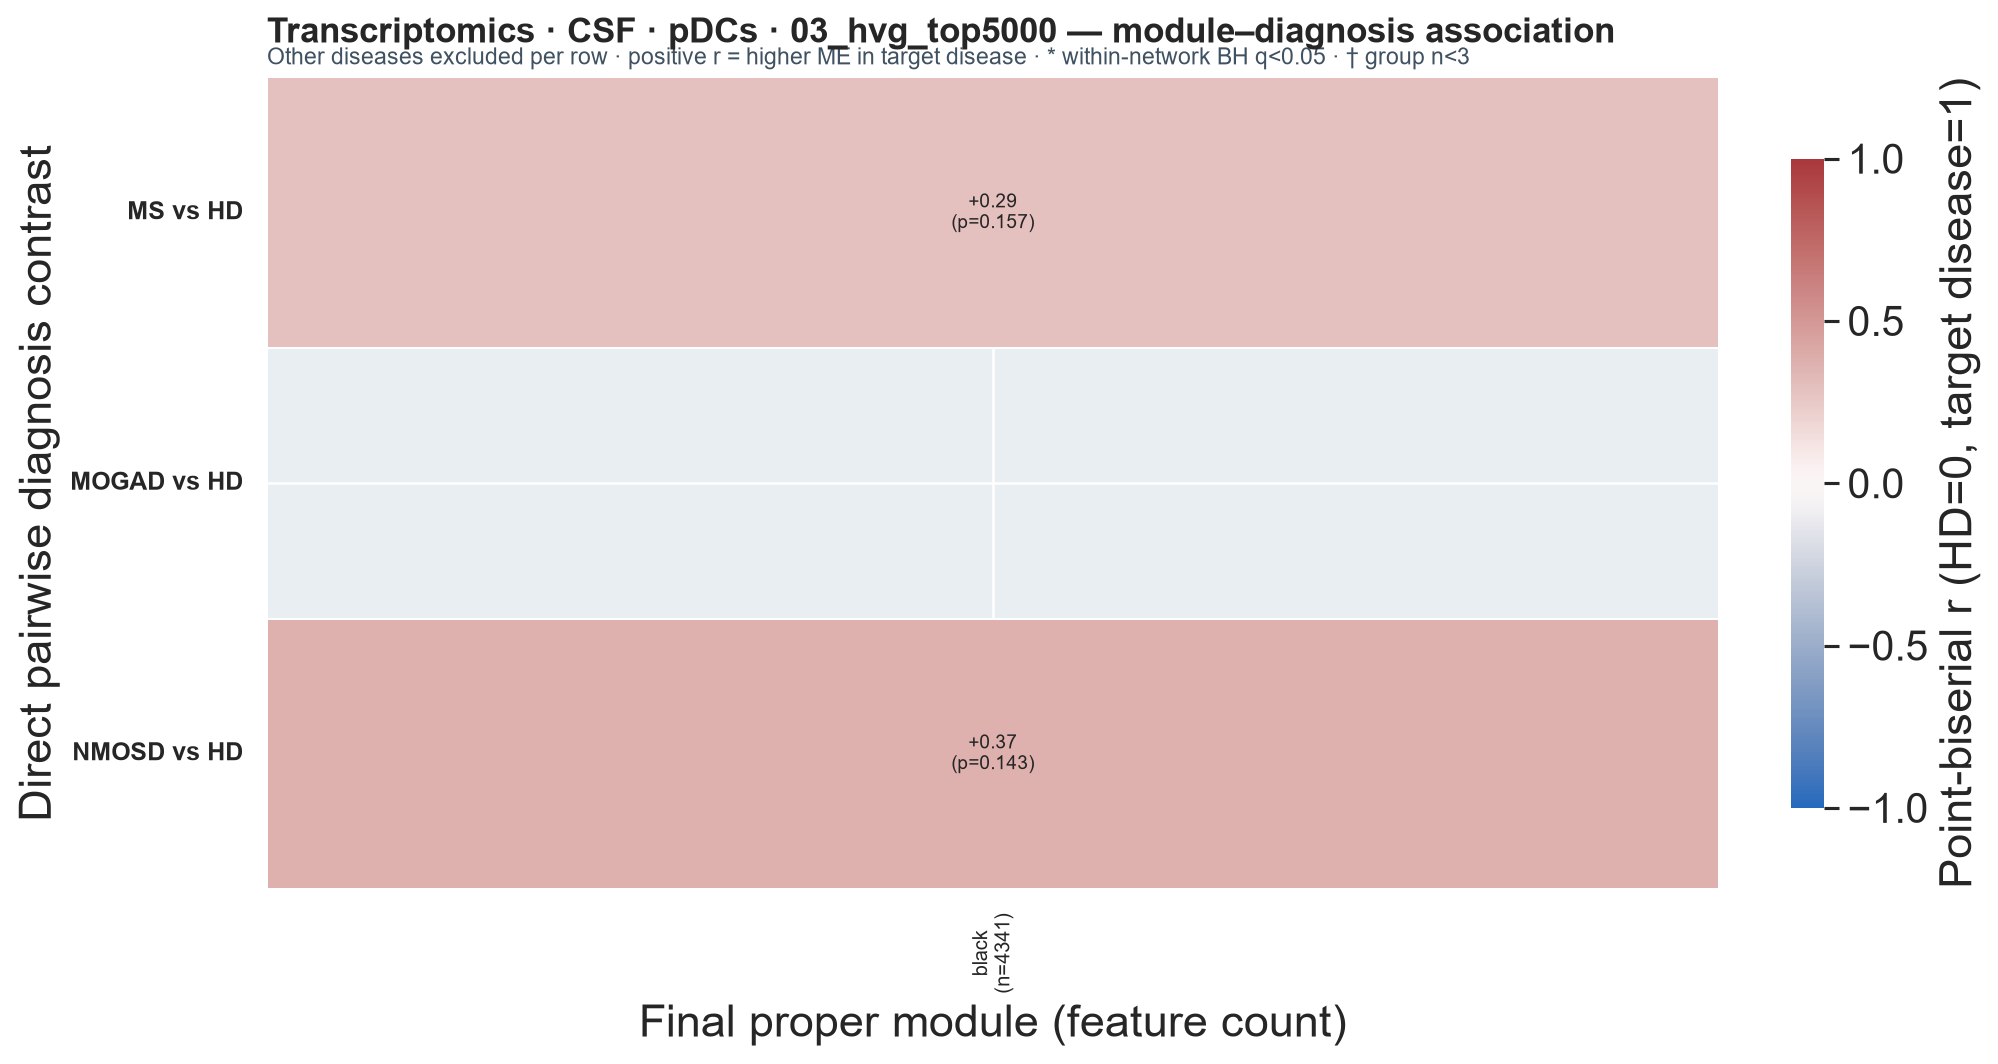 Transcriptomics · CSF · pDCs · 03_hvg_top5000 — module–diagnosis association
Other diseases excluded per row · positive r = higher ME in target disease · * within-network BH q<0.05 · † group n<3
Direct pairwise diagnosis contrast
MS vs HD
+0.29
(p=0.157)
MOGAD vs HD
NMOSD vs HD
+0.37
(p=0.143)
black
(n=4341)
Final proper module (feature count)
1.0
0.5
0.0
−0.5
−1.0
Point-biserial r (HD=0, target disease=1)